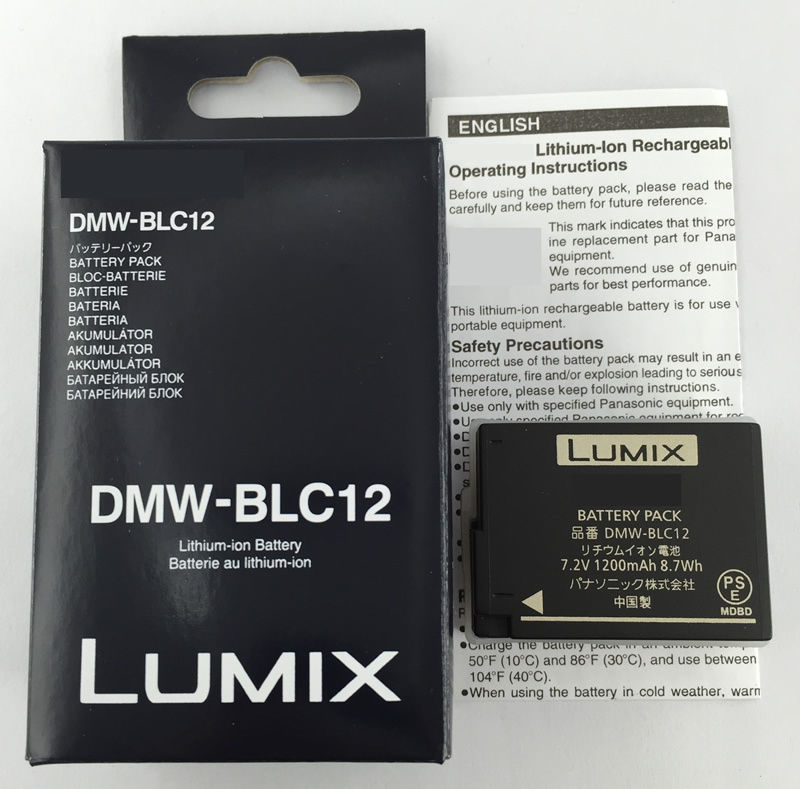 DMW-BLC12
バッテリーパック
BATTERY PACK
BLOC-BATTERIE
BATTERIE
BATERIA
BATTERIA
AKUMULÁTOR
AKUMULATOR
AKKUMULÁTOR
БАТАРЕЙНЫЙ БЛОК
БАТАРЕЙНИЙ БЛОК
DMW-BLC12
Lithium-ion Battery
Batterie au lithium-ion
LUMIX
ENGLISH
Lithium-Ion Rechargeabl
Operating Instructions
Before using the battery pack, please read the
carefully and keep them for future reference.
This mark indicates that this pro
ine replacement part for Pana
equipment.
We recommend use of genuin
parts for best performance.
This lithium-ion rechargeable battery is for use
portable equipment.
Safety Precautions
Incorrect use of the battery pack may result in an e
temperature, fire and/or explosion leading to serious
Therefore, please keep following instructions.
•Use only with specified Panasonic equipment.
•Use only specified Panasonic equipment for
LUMIX
BATTERY PACK
品番 DMW-BLC12
リチウムイオン電池
7.2V 1200mAh 8.7Wh
パナソニック株式会社
中国製
PS
E
MDBD
•Charge the battery pack in an ambient
50°F (10°C) and 86°F (30°C), and use between
104°F (40°C).
•When using the battery in cold weather, warm